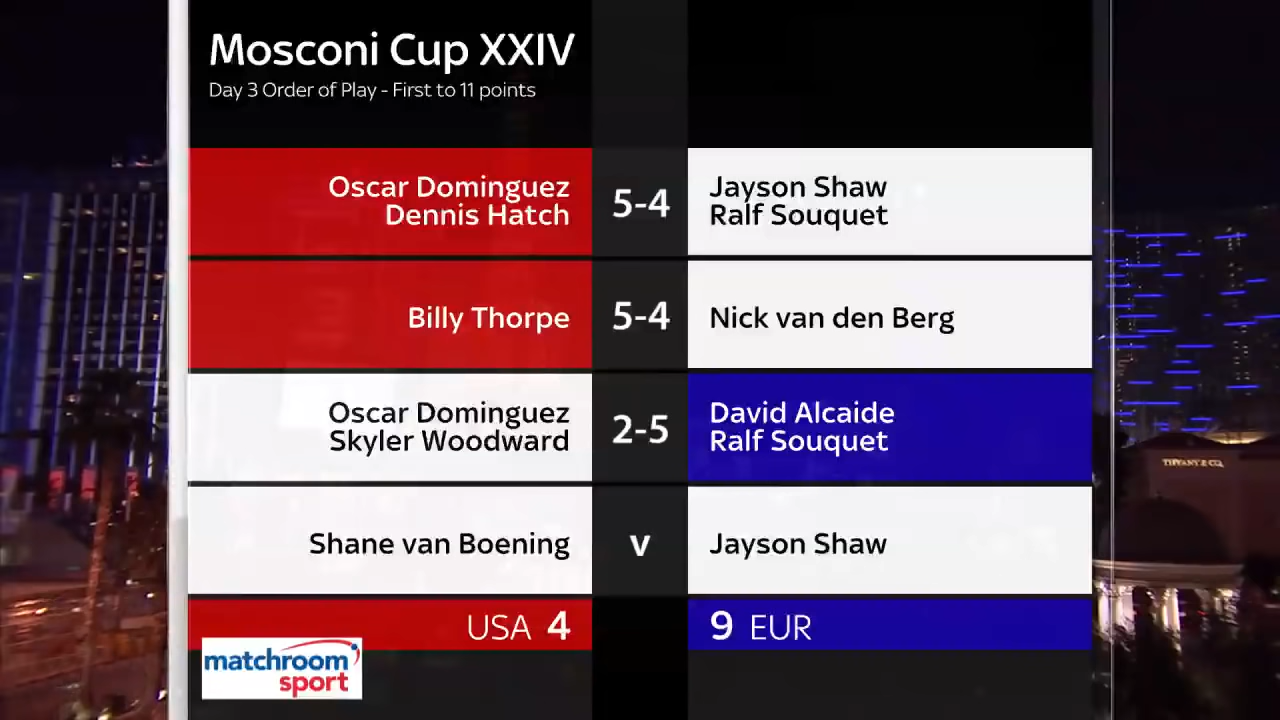 Mosconi Cup XXIV
Day 3 Order of Play - First to 11 points
Oscar Dominguez
Dennis Hatch
5-4
Jayson Shaw
Ralf Souquet
Billy Thorpe
5-4
Nick van den Berg
Oscar Dominguez
Skyler Woodward
2-5
David Alcaide
Ralf Souquet
Shane van Boening
v
Jayson Shaw
USA 4
9 EUR
matchroom
sport
TIFFANY & CO.